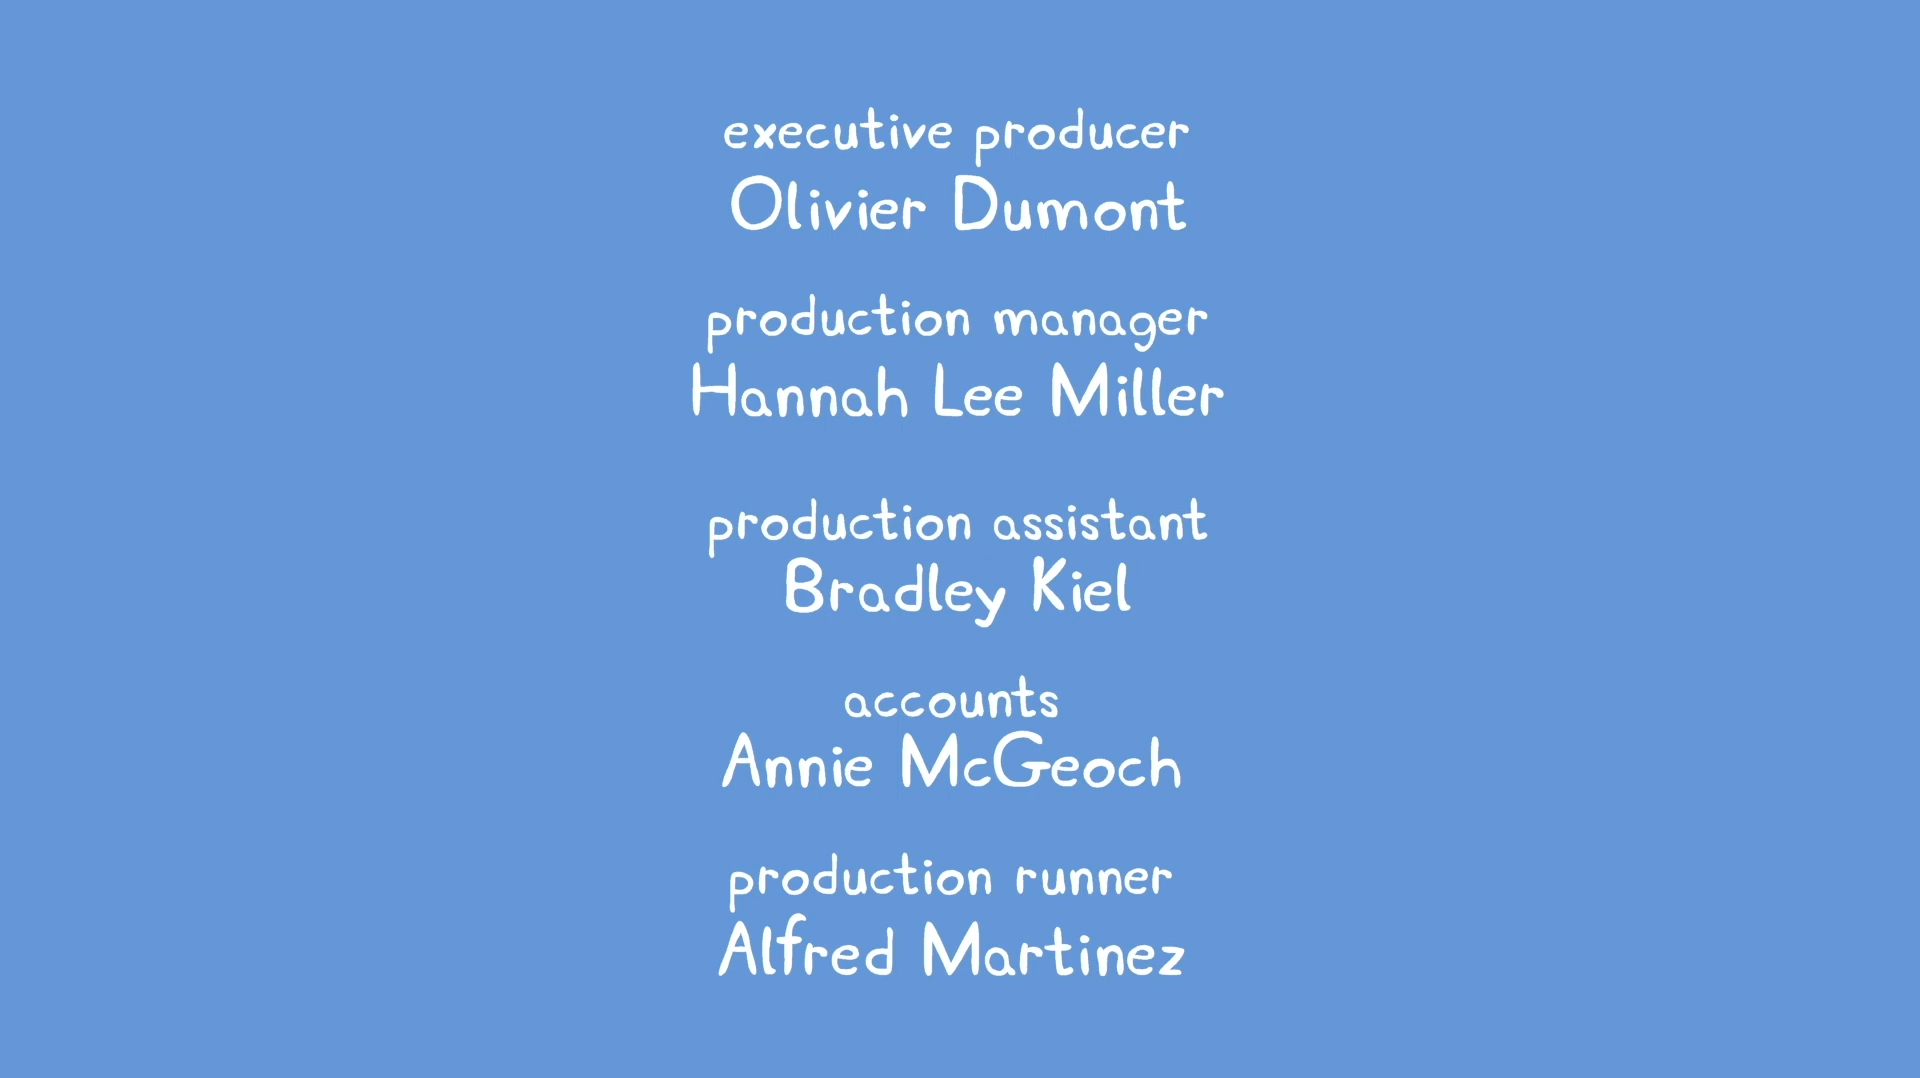 executive producer
Olivier Dumont
production manager
Hannah Lee Miller
production assistant
Bradley Kiel
accounts
Annie McGeoch
production runner
Alfred Martinez